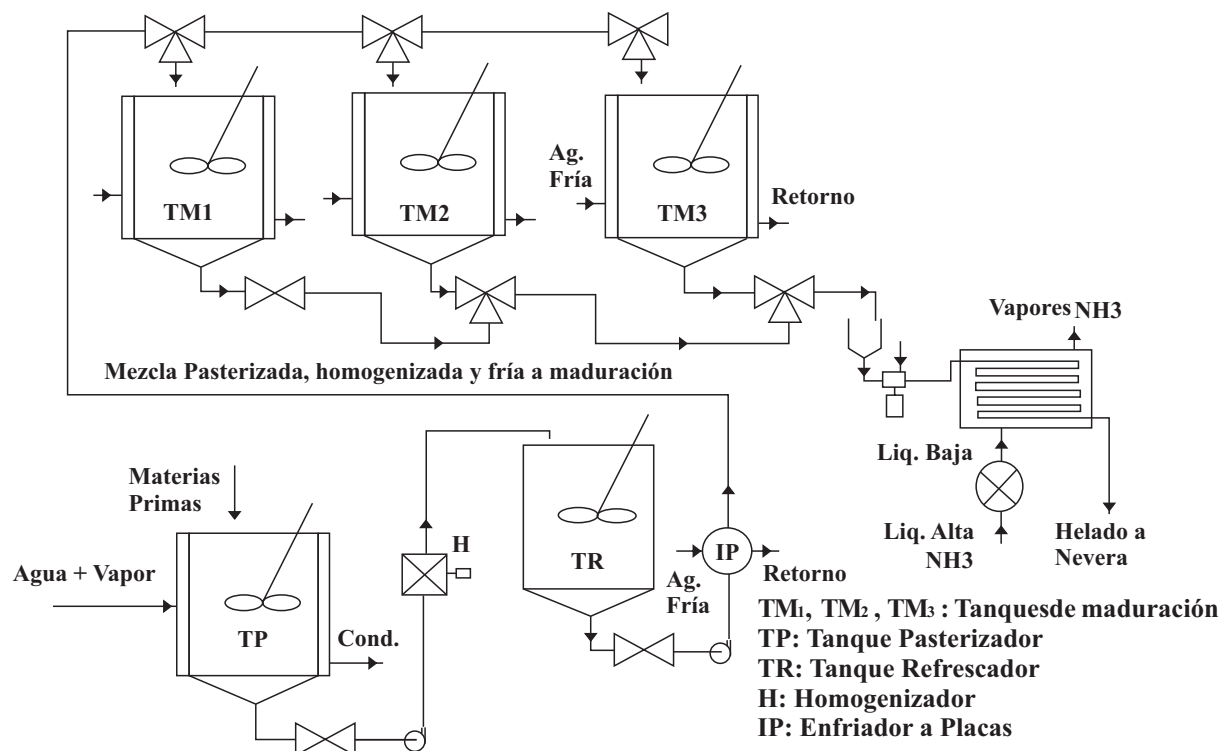 TM1
TM2
Ag.
Fría
TM3
Retorno
Vapores NH3
Mezcla Pasterizada, homogenizada y fría a maduración
Liq. Baja
Materias
Primas
H
TR
IP
Liq. Alta
NH3
Helado a
Nevera
Agua + Vapor
TP
Cond.
Ag.
Fría
Retorno
TM₁, TM₂ , TM₃ : Tanquesde maduración
TP: Tanque Pasterizador
TR: Tanque Refrescador
H: Homogenizador
IP: Enfriador a Placas